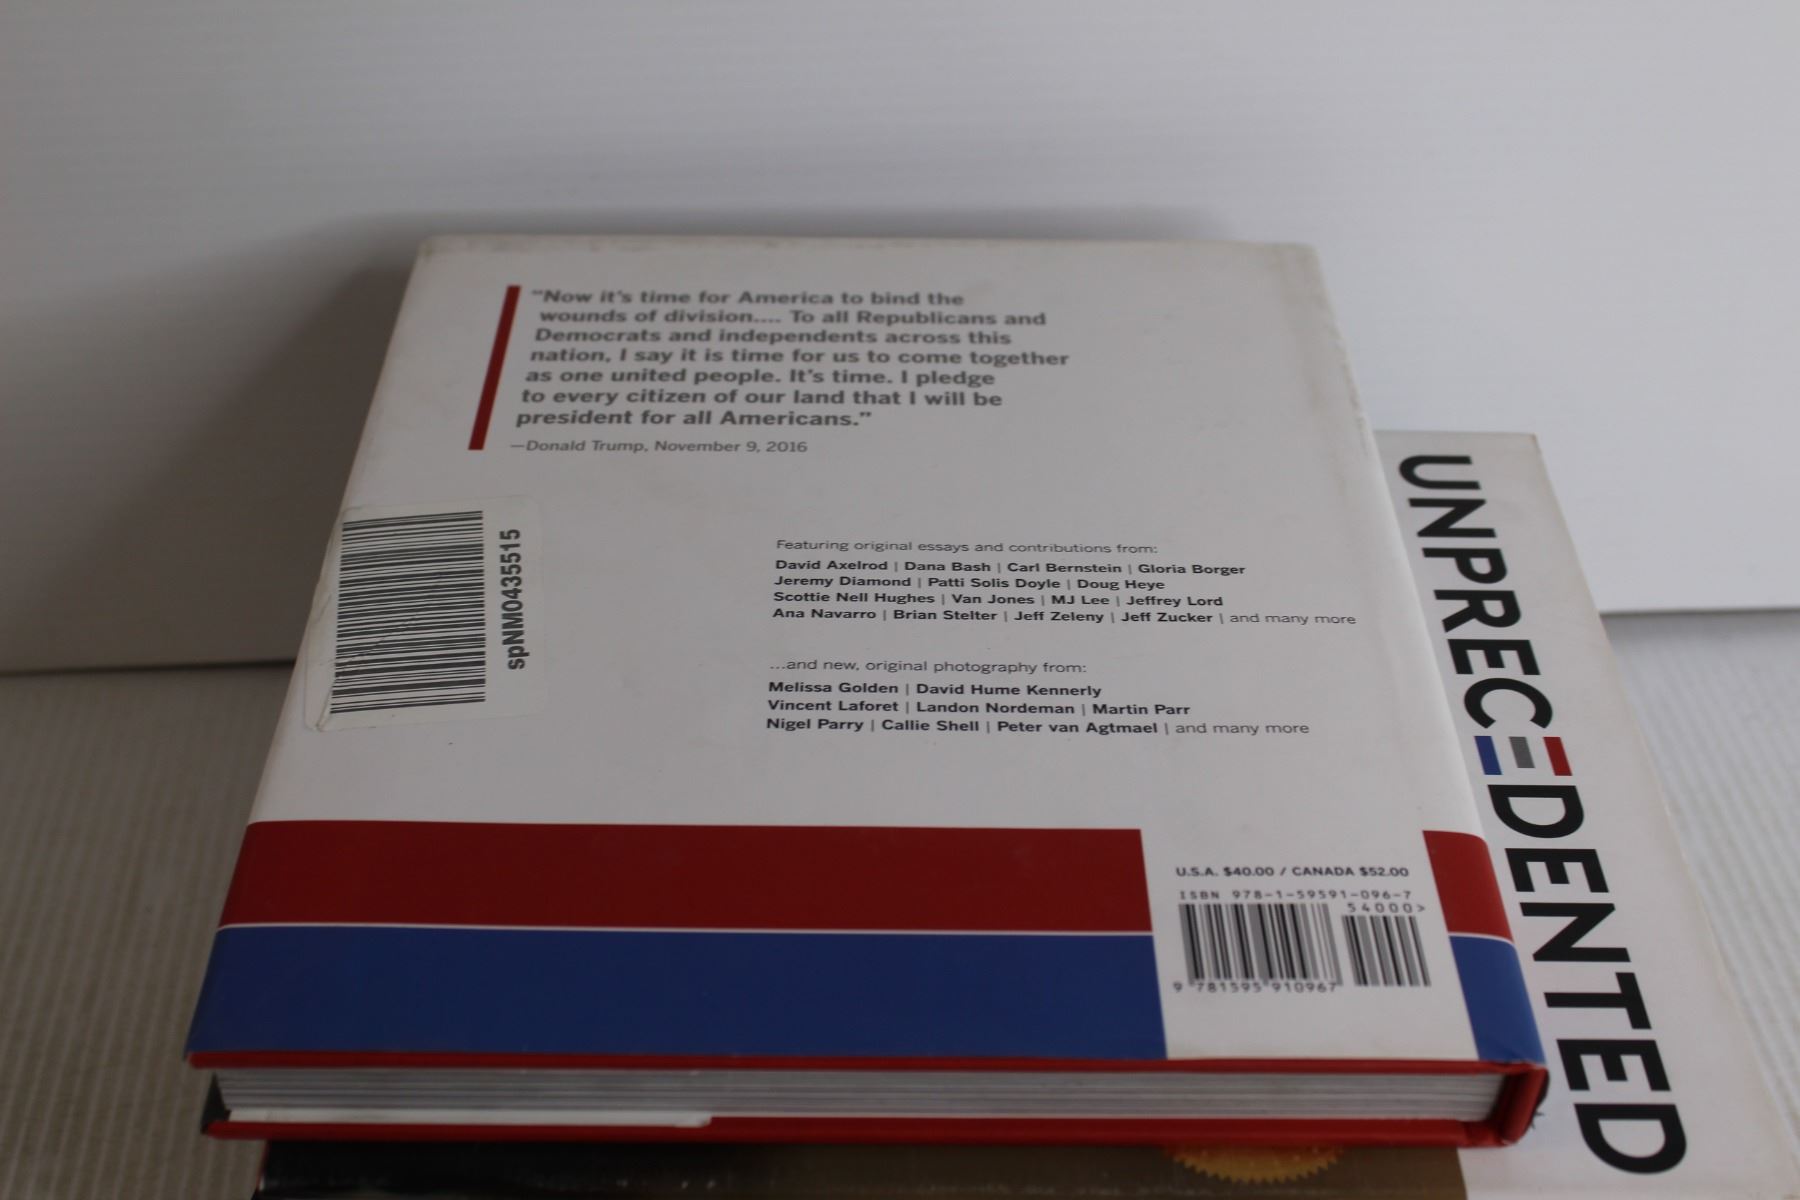 "Now it's time for America to bind the
wounds of division.... To all Republicans and
Democrats and independents across this
nation, I say it is time for us to come together
as one united people. It's time. I pledge
to every citizen of our land that I will be
president for all Americans."
—Donald Trump, November 9, 2016
spNM0435515
Featuring original essays and contributions from:
David Axelrod | Dana Bash | Carl Bernstein | Gloria Borger
Jeremy Diamond | Patti Solis Doyle | Doug Heye
Scottie Nell Hughes | Van Jones | MJ Lee | Jeffrey Lord
Ana Navarro | Brian Stelter | Jeff Zeleny | Jeff Zucker | and many more
...and new, original photography from:
Melissa Golden | David Hume Kennerly
Vincent Laforet | Landon Nordeman | Martin Parr
Nigel Parry | Callie Shell | Peter van Agtmael | and many more
U.S.A. $40.00 / CANADA $52.00
ISBN 978-1-59591-096-7
54000>
9 781595 910967
UNPRECEDENTED